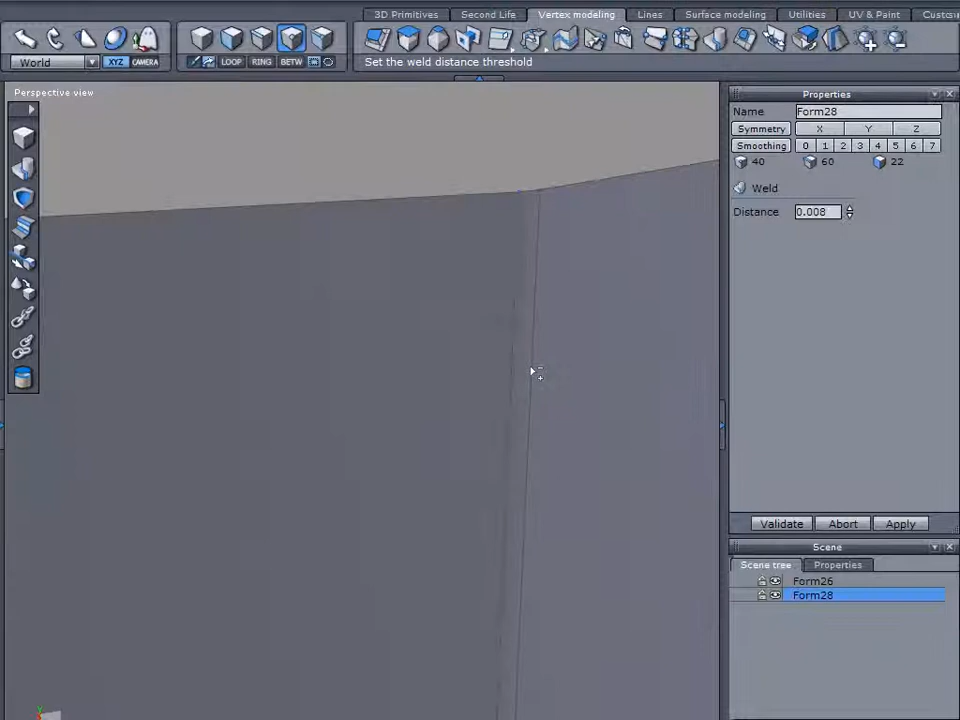 3D Primitives Second Life Vertex modeling Lines Surface modeling Utilities UV & Paint
World XYZ CAMERA LOOP RING BETW Set the weld distance threshold
Perspective view
Properties
Name Form28
Symmetry X Y Z
Smoothing 0 1 2 3 4 5 6 7
40 60 22
Weld
Distance 0.008
Validate Abort Apply
Scene
Scene tree Properties
Form26
Form28